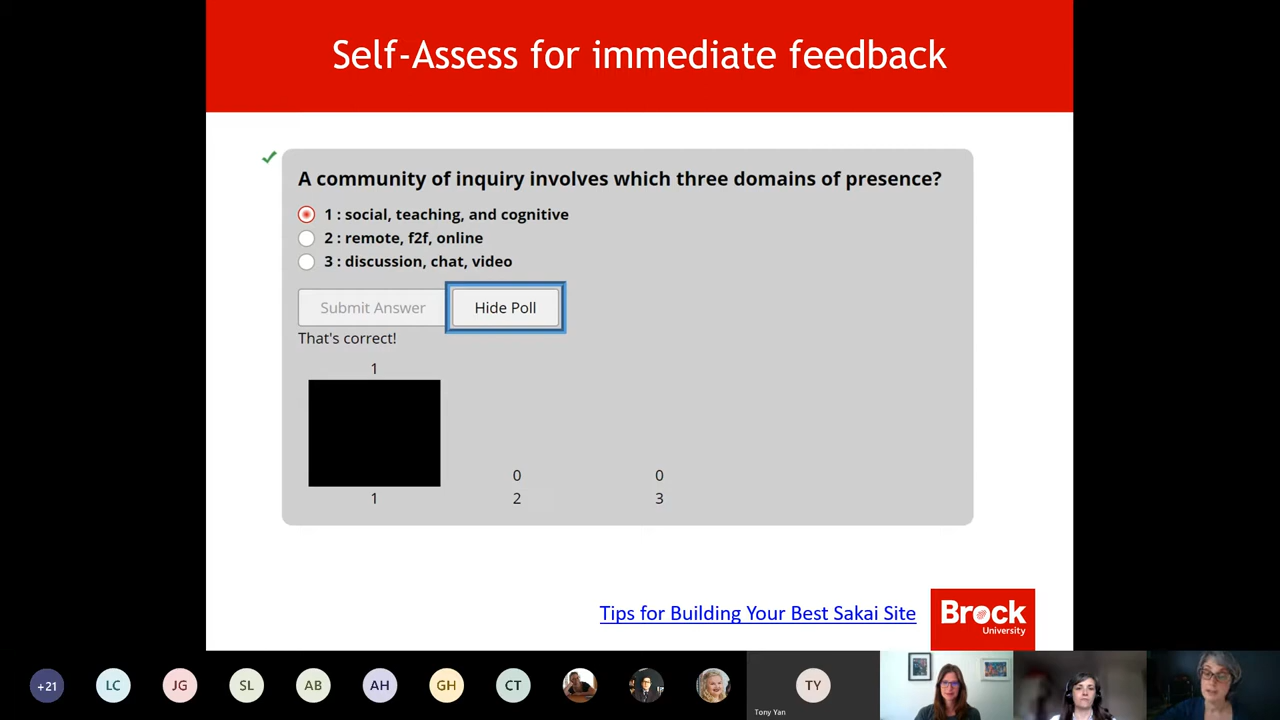 Self-Assess for immediate feedback
A community of inquiry involves which three domains of presence?
1 : social, teaching, and cognitive
2 : remote, f2f, online
3 : discussion, chat, video
Submit Answer
Hide Poll
That's correct!
1
0
0
1
2
3
Tips for Building Your Best Sakai Site
Brock
University
+21
LC
JG
SL
AB
AH
GH
CT
TY
Tony Yan